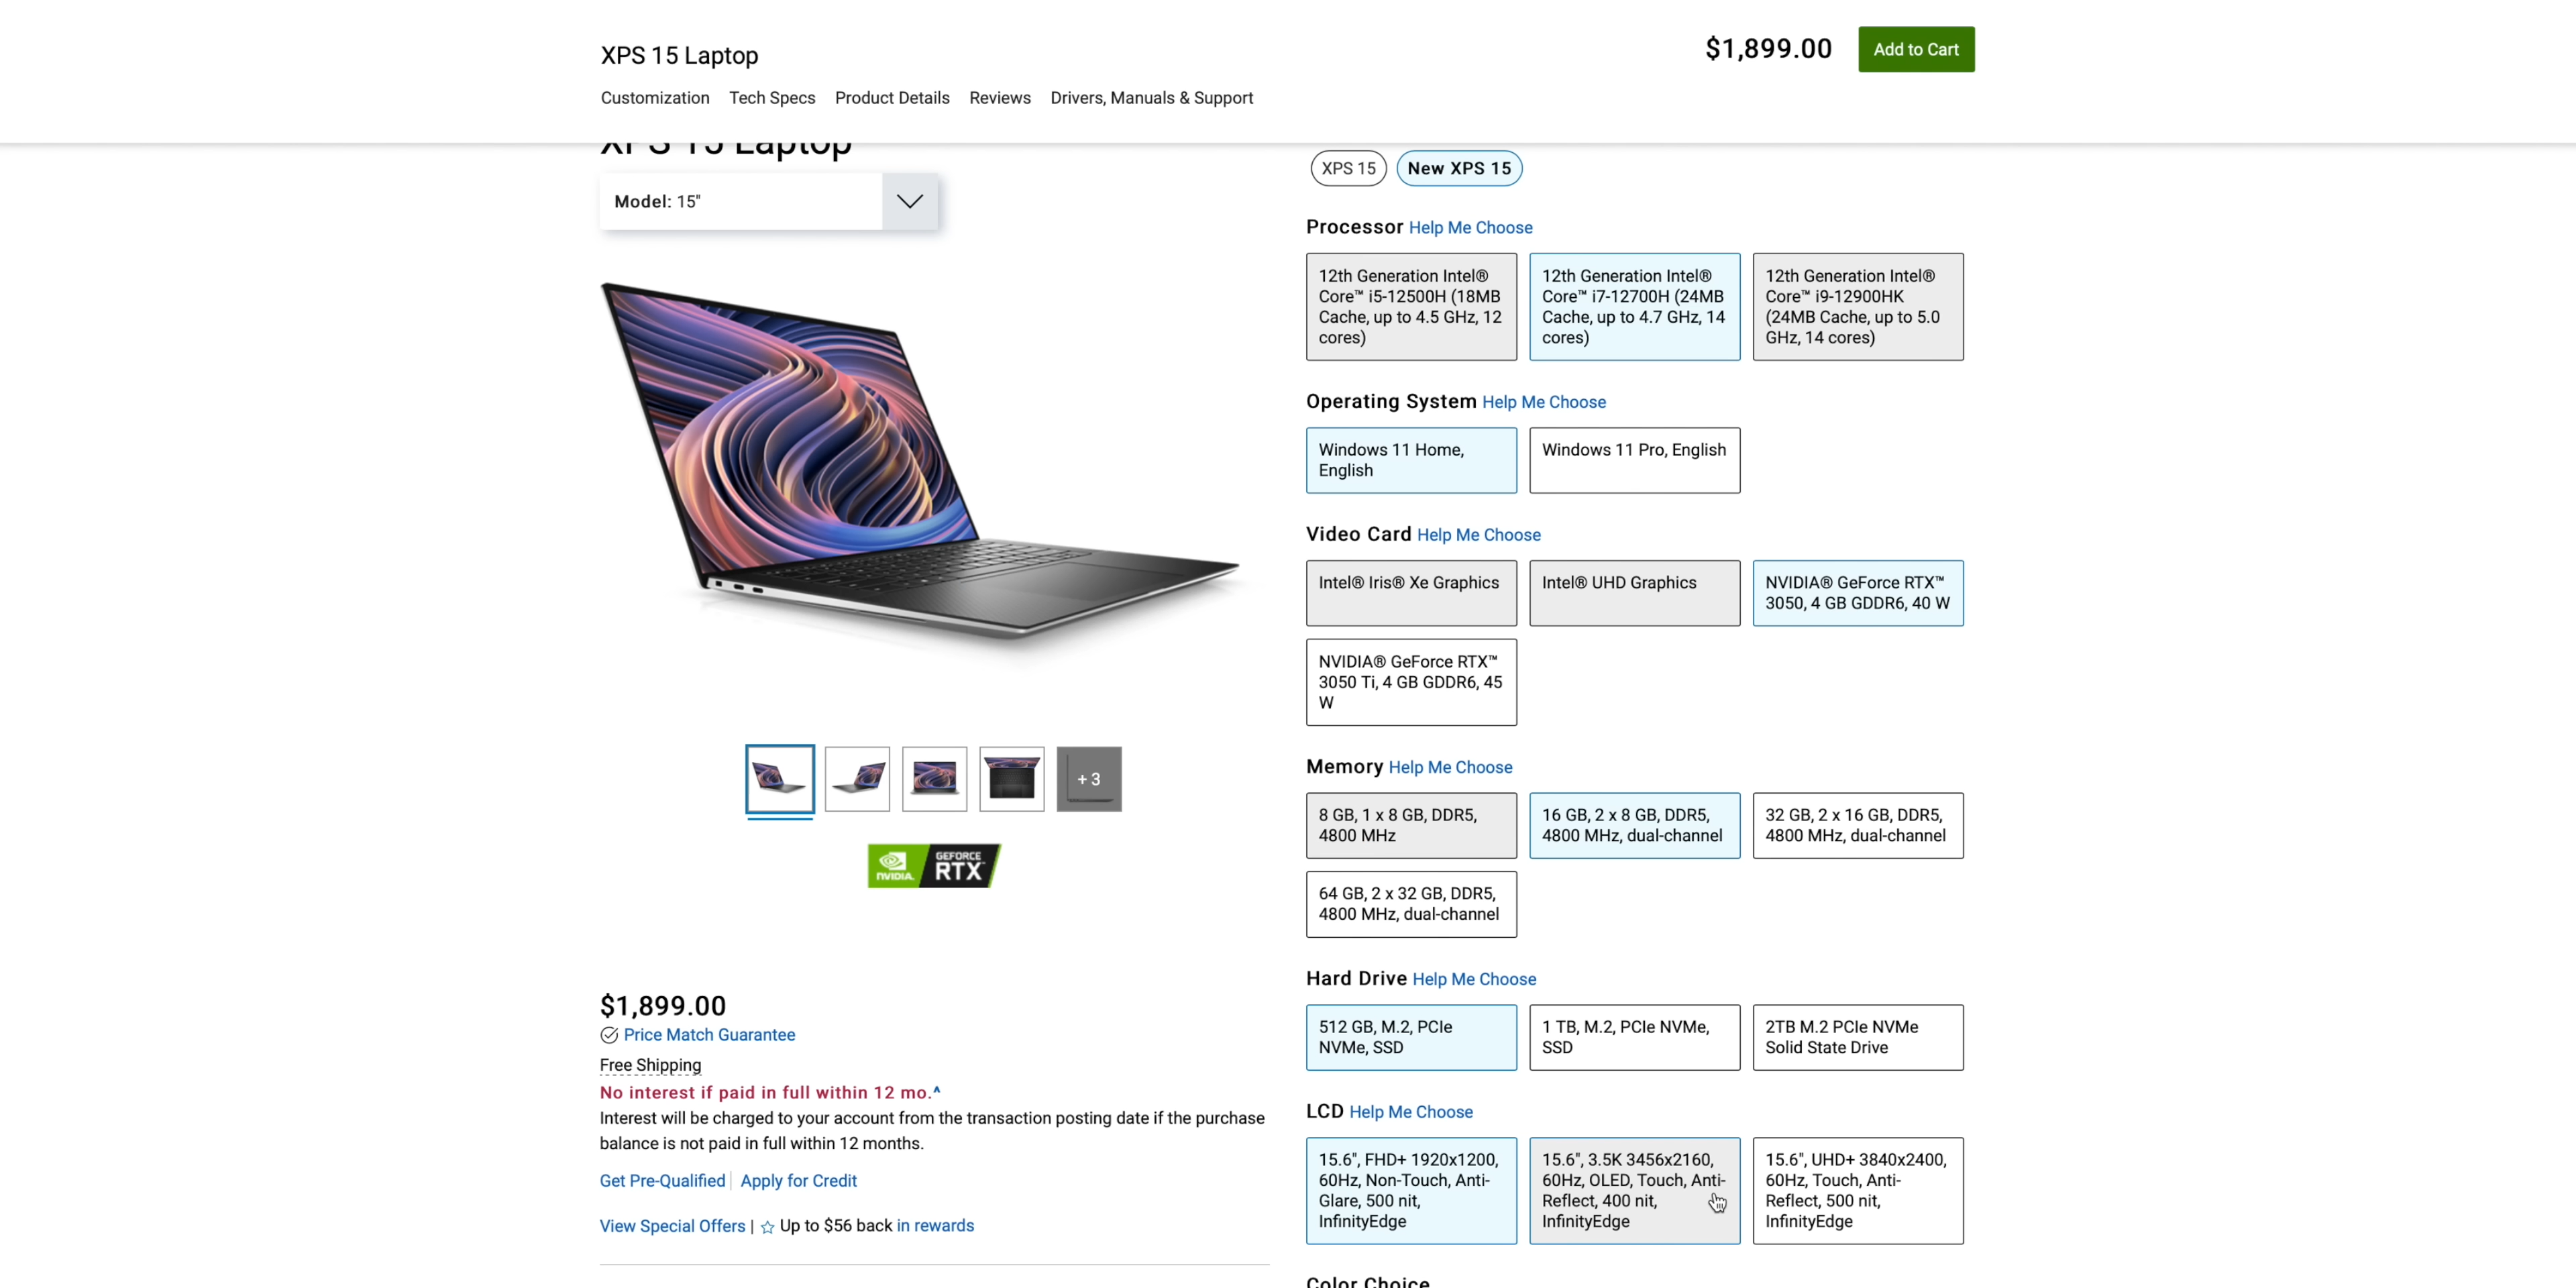 XPS 15 Laptop
$1,899.00
Add to Cart
Customization
Tech Specs
Product Details
Reviews
Drivers, Manuals & Support
XPS 15 Laptop
Model: 15"
+ 3
NVIDIA.
GEFORCE
RTX™
$1,899.00
Price Match Guarantee
Free Shipping
No interest if paid in full within 12 mo.^
Interest will be charged to your account from the transaction posting date if the purchase
balance is not paid in full within 12 months.
Get Pre-Qualified | Apply for Credit
View Special Offers | Up to $56 back in rewards
XPS 15
New XPS 15
Processor Help Me Choose
12th Generation Intel®
Core™ i5-12500H (18MB
Cache, up to 4.5 GHz, 12
cores)
12th Generation Intel®
Core™ i7-12700H (24MB
Cache, up to 4.7 GHz, 14
cores)
12th Generation Intel®
Core™ i9-12900HK
(24MB Cache, up to 5.0
GHz, 14 cores)
Operating System Help Me Choose
Windows 11 Home,
English
Windows 11 Pro, English
Video Card Help Me Choose
Intel® Iris® Xe Graphics
Intel® UHD Graphics
NVIDIA® GeForce RTX™
3050, 4 GB GDDR6, 40 W
NVIDIA® GeForce RTX™
3050 Ti, 4 GB GDDR6, 45
W
Memory Help Me Choose
8 GB, 1 x 8 GB, DDR5,
4800 MHz
16 GB, 2 x 8 GB, DDR5,
4800 MHz, dual-channel
32 GB, 2 x 16 GB, DDR5,
4800 MHz, dual-channel
64 GB, 2 x 32 GB, DDR5,
4800 MHz, dual-channel
Hard Drive Help Me Choose
512 GB, M.2, PCIe
NVMe, SSD
1 TB, M.2, PCIe NVMe,
SSD
2TB M.2 PCIe NVMe
Solid State Drive
LCD Help Me Choose
15.6", FHD+ 1920x1200,
60Hz, Non-Touch, Anti-
Glare, 500 nit,
InfinityEdge
15.6", 3.5K 3456x2160,
60Hz, OLED, Touch, Anti-
Reflect, 400 nit,
InfinityEdge
15.6", UHD+ 3840x2400,
60Hz, Touch, Anti-
Reflect, 500 nit,
InfinityEdge
Color Choice